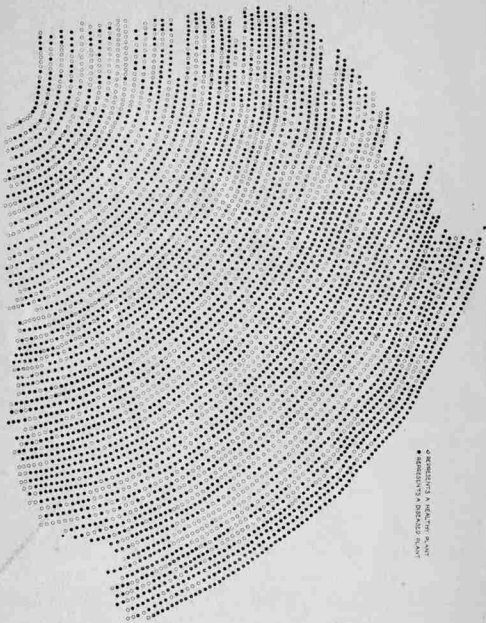 ○ REPRESENTS A HEALTHY PLANT
● REPRESENTS A DISEASED PLANT